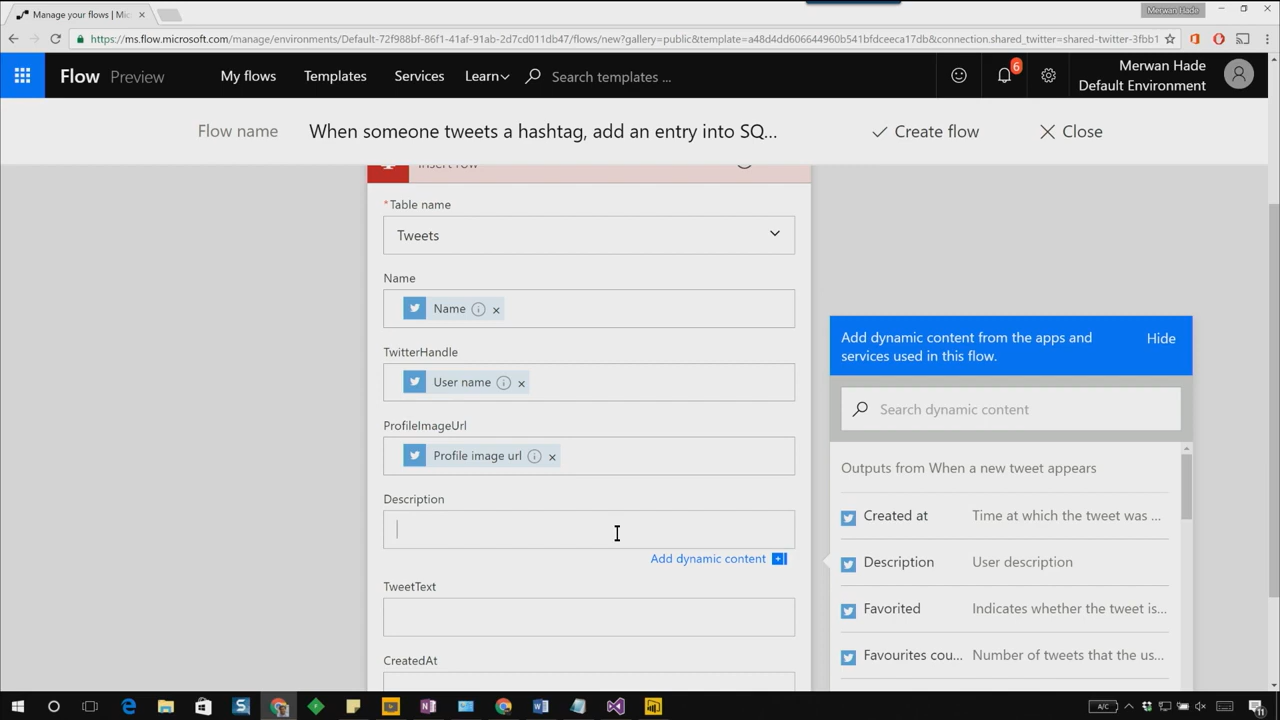 Manage your flows | ×
Merwan Hade
https://ms.flow.microsoft.com/manage/environments/Default-72f988bf-86f1-41af-91ab-2d7cd011db47/flows/new?gallery=public&template=a48d4dd606644960b541bfdceeca17db&connection.shared_twitter=shared-twitter-3fbb1
Flow Preview My flows Templates Services Learn Search templates ... 6
Merwan Hade
Default Environment
Flow name When someone tweets a hashtag, add an entry into SQ... Create flow Close
Insert row
*Table name
Tweets
Name
Name
TwitterHandle
User name
ProfileImageUrl
Profile image url
Description
Add dynamic content
TweetText
CreatedAt
Add dynamic content from the apps and
services used in this flow.
Hide
Search dynamic content
Outputs from When a new tweet appears
Created at Time at which the tweet was ...
Description User description
Favorited Indicates whether the tweet is...
Favourites cou... Number of tweets that the us...
A/C
11